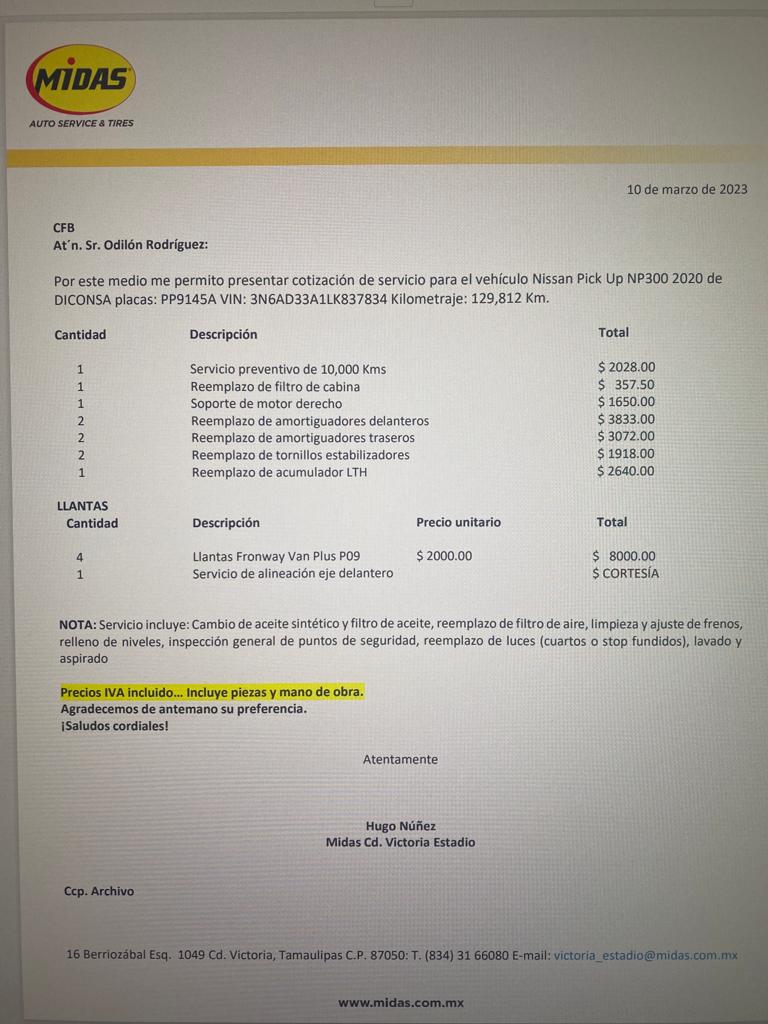 MIDAS
AUTO SERVICE & TIRES
10 de marzo de 2023
CFB
At´n. Sr. Odilón Rodríguez:
Por este medio me permito presentar cotización de servicio para el vehículo Nissan Pick Up NP300 2020 de
DICONSA placas: PP9145A VIN: 3N6AD33A1LK837834 Kilometraje: 129,812 Km.
Cantidad Descripción Total
1 Servicio preventivo de 10,000 Kms $ 2028.00
1 Reemplazo de filtro de cabina $ 357.50
1 Soporte de motor derecho $ 1650.00
2 Reemplazo de amortiguadores delanteros $ 3833.00
2 Reemplazo de amortiguadores traseros $ 3072.00
2 Reemplazo de tornillos estabilizadores $ 1918.00
1 Reemplazo de acumulador LTH $ 2640.00
LLANTAS
Cantidad Descripción Precio unitario Total
4 Llantas Fronway Van Plus P09 $ 2000.00 $ 8000.00
1 Servicio de alineación eje delantero $ CORTESÍA
NOTA: Servicio incluye: Cambio de aceite sintético y filtro de aceite, reemplazo de filtro de aire, limpieza y ajuste de frenos,
relleno de niveles, inspección general de puntos de seguridad, reemplazo de luces (cuartos o stop fundidos), lavado y
aspirado
Precios IVA incluido... Incluye piezas y mano de obra.
Agradecemos de antemano su preferencia.
¡Saludos cordiales!
Atentamente
Hugo Núñez
Midas Cd. Victoria Estadio
Ccp. Archivo
16 Berriozábal Esq. 1049 Cd. Victoria, Tamaulipas C.P. 87050: T. (834) 31 66080 E-mail: victoria_estadio@midas.com.mx
www.midas.com.mx